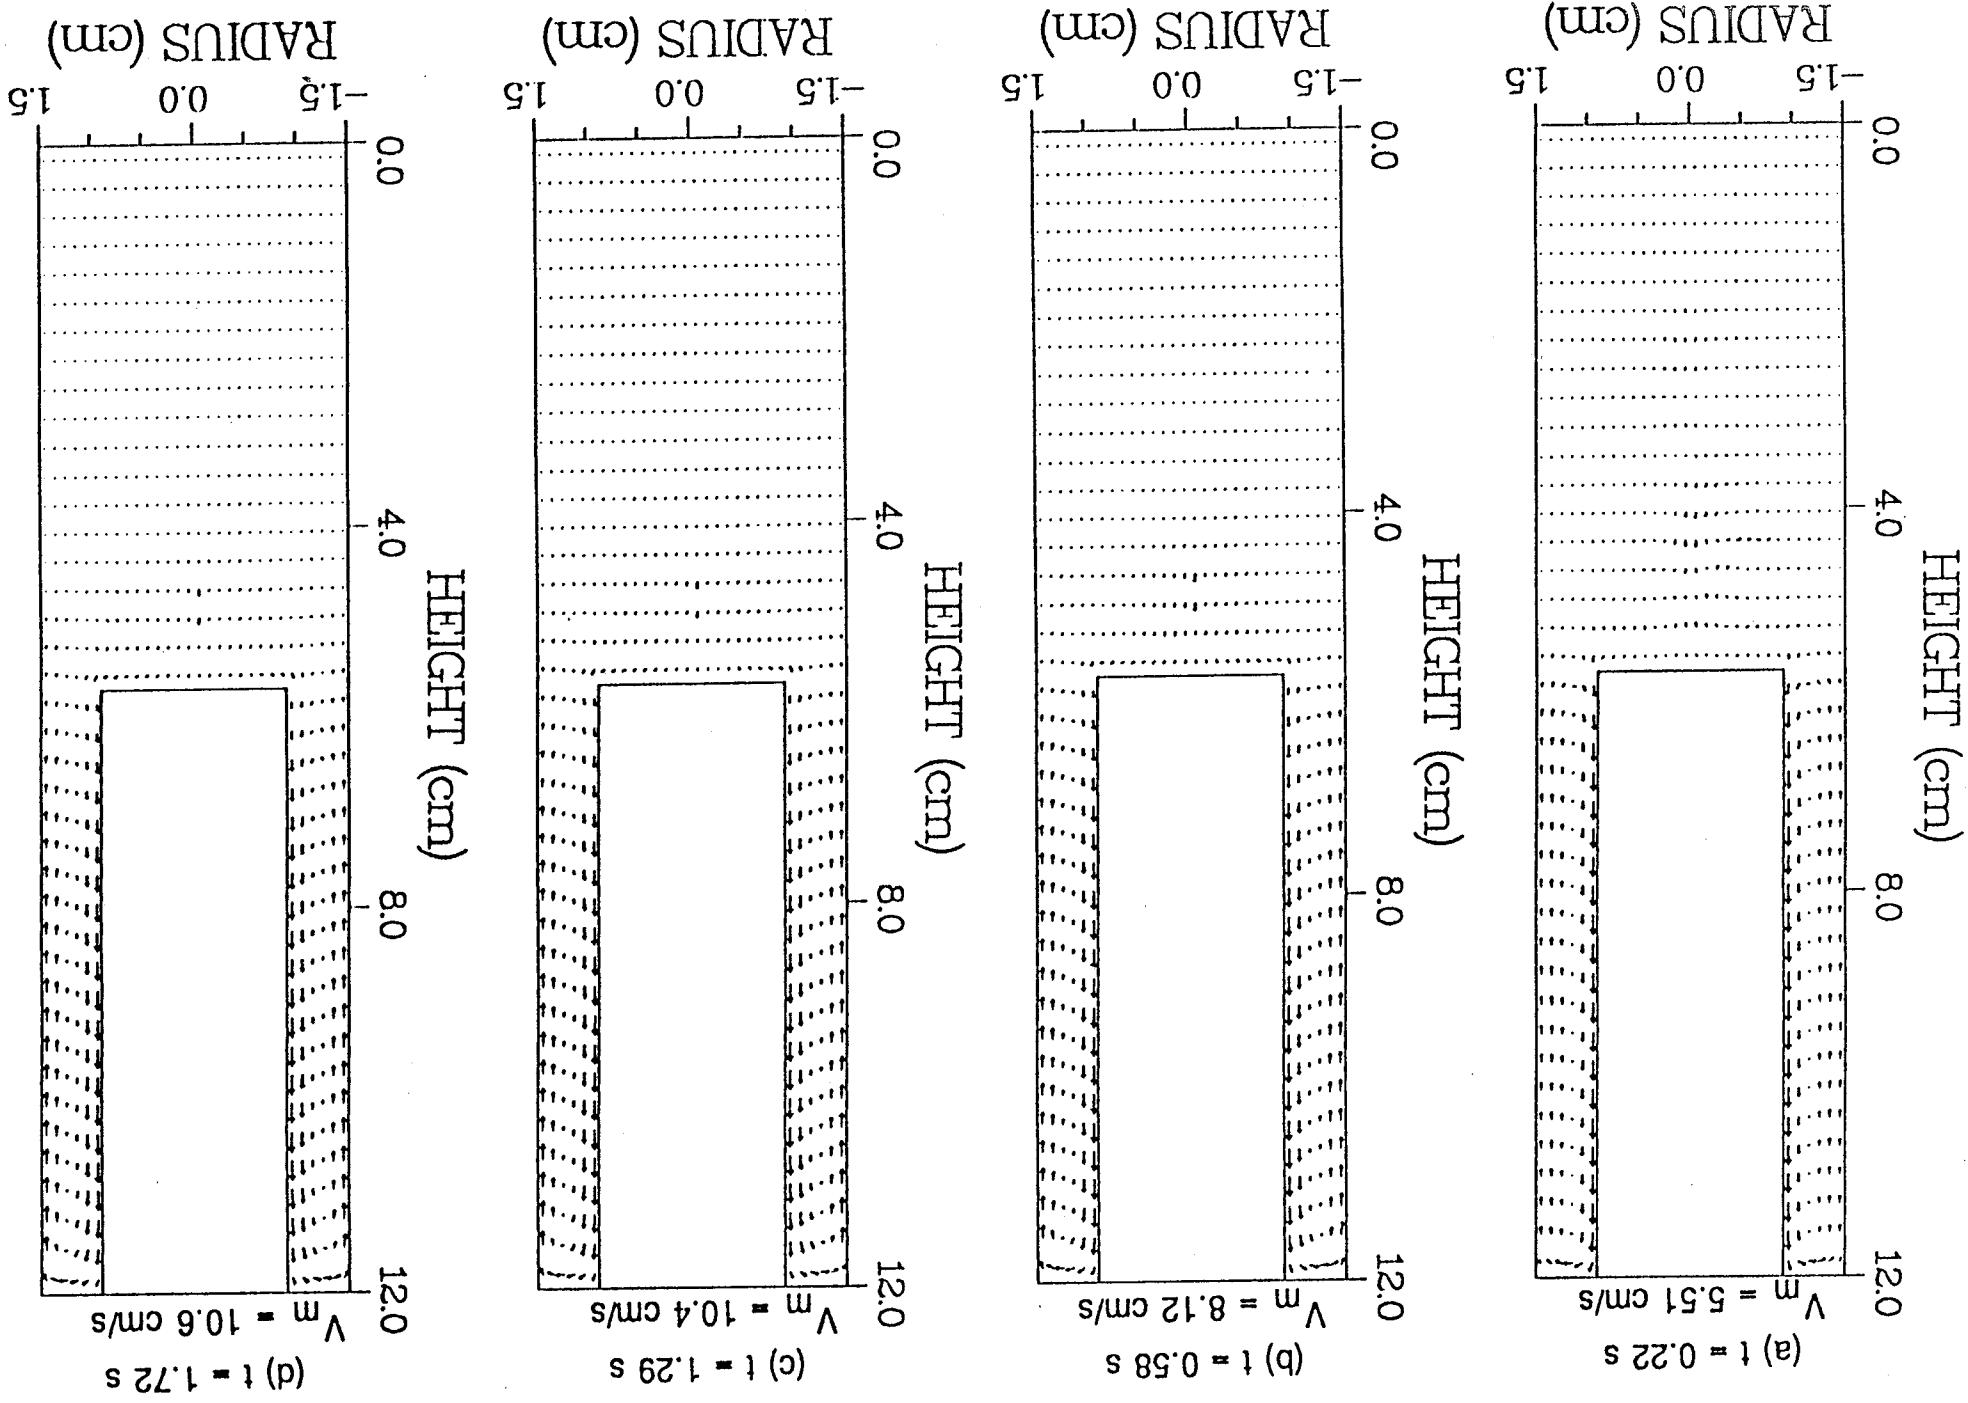 (a) t = 0.22 s
V_m = 5.51 cm/s
12.0
8.0
4.0
0.0
HEIGHT (cm)
-1.5 0.0 1.5
RADIUS (cm)
(b) t = 0.58 s
V_m = 8.12 cm/s
12.0
8.0
4.0
0.0
HEIGHT (cm)
-1.5 0.0 1.5
RADIUS (cm)
(c) t = 1.29 s
V_m = 10.4 cm/s
12.0
8.0
4.0
0.0
HEIGHT (cm)
-1.5 0.0 1.5
RADIUS (cm)
(d) t = 1.72 s
V_m = 10.6 cm/s
12.0
8.0
4.0
0.0
HEIGHT (cm)
-1.5 0.0 1.5
RADIUS (cm)